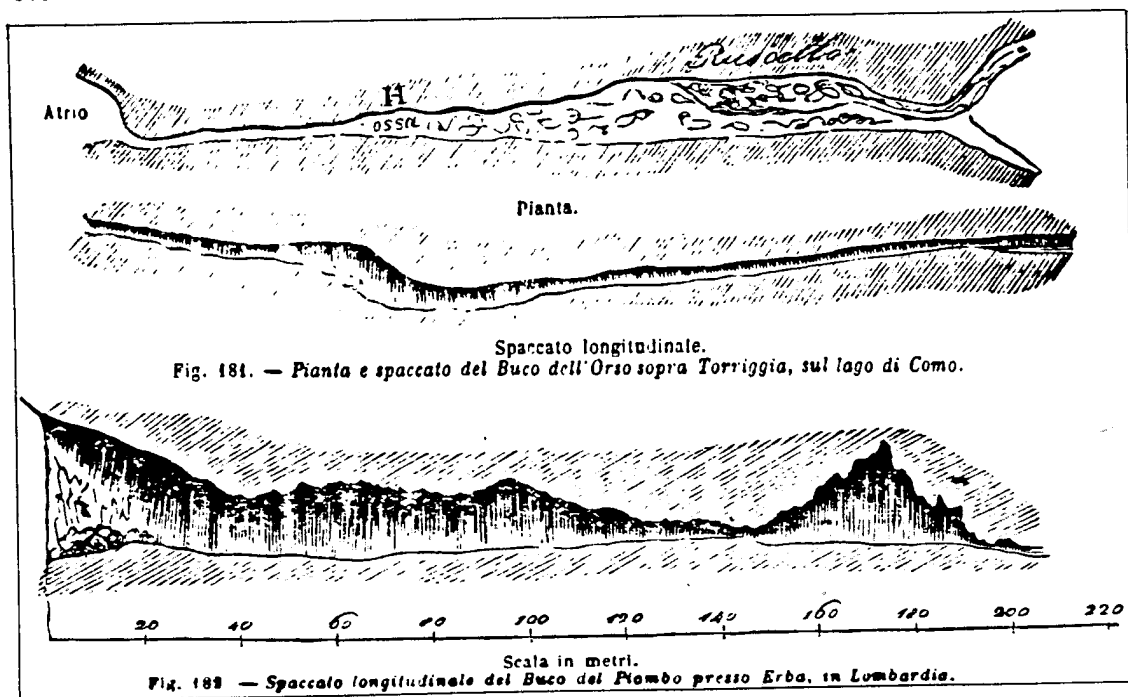 Ruscello
Atrio
H
ossa
Pianta.
Spaccato longitudinale.
Fig. 181. — Pianta e spaccato del Buco dell'Orso sopra Torriggia, sul lago di Como.
20 40 60 80 100 120 140 160 180 200 220
Scala in metri.
Fig. 182 — Spaccato longitudinale del Buco del Piombo presso Erba, in Lombardia.